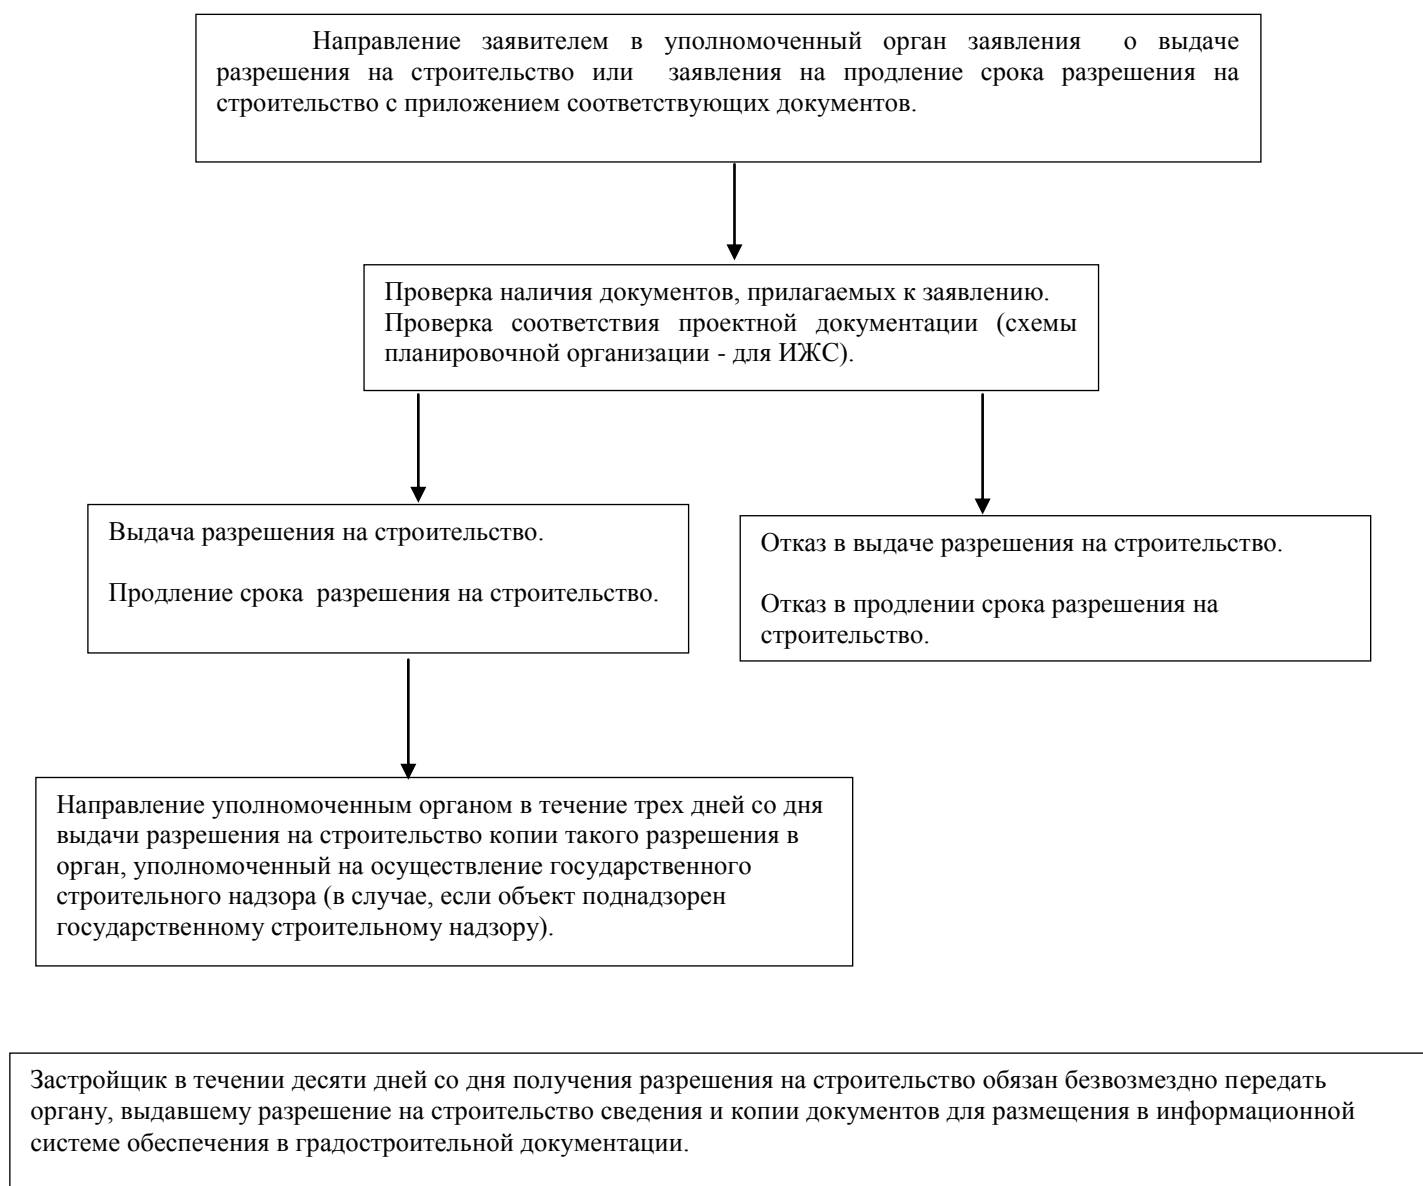 Направление заявителем в уполномоченный орган заявления о выдаче
разрешения на строительство или заявления на продление срока разрешения на
строительство с приложением соответствующих документов.
Проверка наличия документов, прилагаемых к заявлению.
Проверка соответствия проектной документации (схемы
планировочной организации - для ИЖС).
Выдача разрешения на строительство.
Продление срока разрешения на строительство.
Отказ в выдаче разрешения на строительство.
Отказ в продлении срока разрешения на
строительство.
Направление уполномоченным органом в течение трех дней со дня
выдачи разрешения на строительство копии такого разрешения в
орган, уполномоченный на осуществление государственного
строительного надзора (в случае, если объект поднадзорен
государственному строительному надзору).
Застройщик в течении десяти дней со дня получения разрешения на строительство обязан безвозмездно передать
органу, выдавшему разрешение на строительство сведения и копии документов для размещения в информационной
системе обеспечения в градостроительной документации.